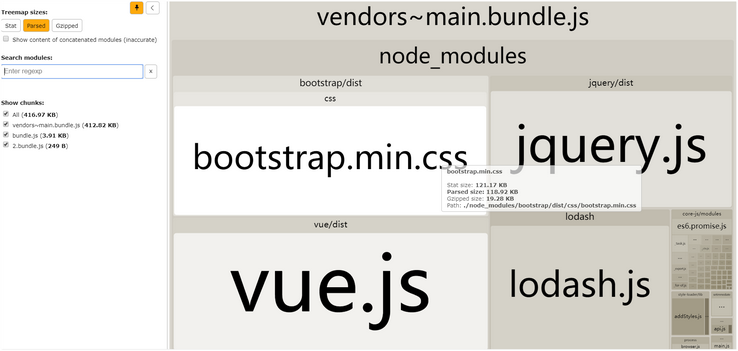 Treemap sizes:
Stat
Parsed
Gzipped
Show content of concatenated modules (inaccurate)
Search modules:
Enter regexp
x
Show chunks:
All (416.97 KB)
vendors~main.bundle.js (412.82 KB)
bundle.js (3.91 KB)
2.bundle.js (249 B)
vendors~main.bundle.js
node_modules
bootstrap/dist
css
bootstrap.min.css
jquery/dist
jquery.js
bootstrap.min.css
Stat size: 121.17 KB
Parsed size: 118.92 KB
Gzipped size: 19.28 KB
Path: ./node_modules/bootstrap/dist/css/bootstrap.min.css
vue/dist
vue.js
lodash
lodash.js
core-js/modules
es6.promise.js
addStyles.js
api.js
process
browser.js
main.js